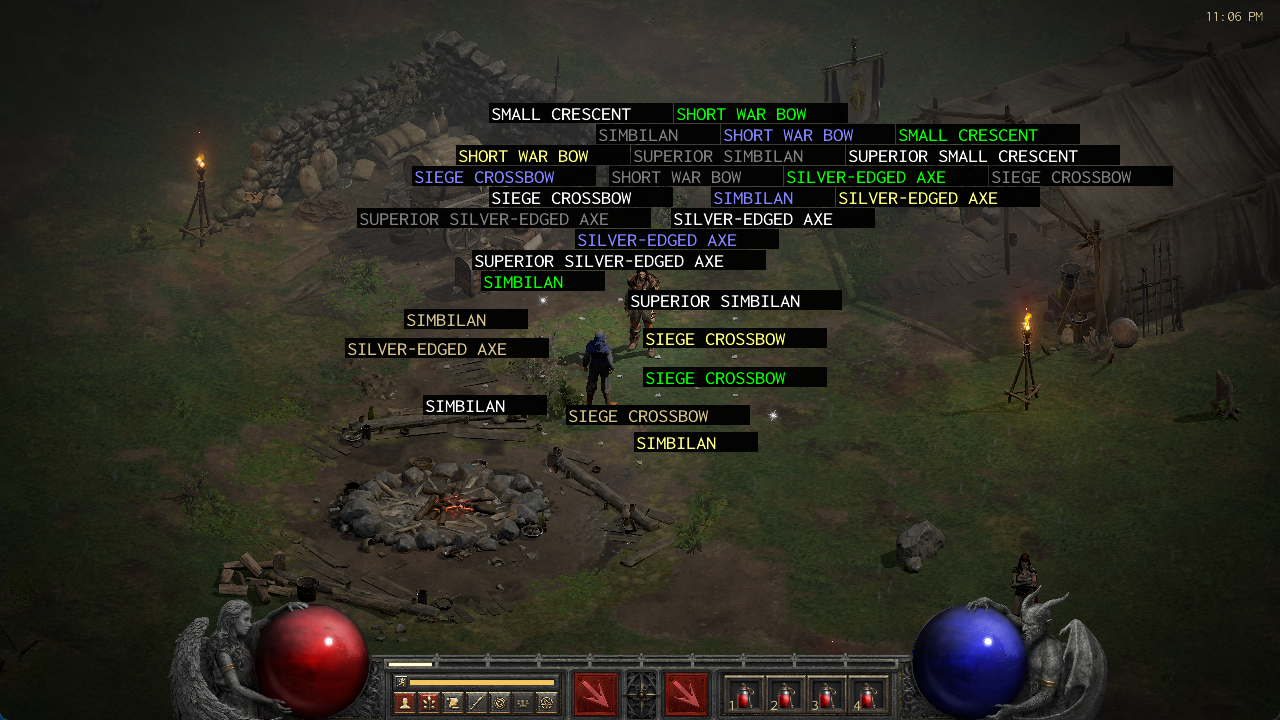 11:06 PM
SMALL CRESCENT SHORT WAR BOW
SIMBILAN SHORT WAR BOW SMALL CRESCENT
SHORT WAR BOW SUPERIOR SIMBILAN SUPERIOR SMALL CRESCENT
SIEGE CROSSBOW SHORT WAR BOW SILVER-EDGED AXE SIEGE CROSSBOW
SIEGE CROSSBOW SIMBILAN SILVER-EDGED AXE
SUPERIOR SILVER-EDGED AXE SILVER-EDGED AXE
SILVER-EDGED AXE
SUPERIOR SILVER-EDGED AXE
SIMBILAN
SUPERIOR SIMBILAN
SIMBILAN
SIEGE CROSSBOW
SILVER-EDGED AXE
SIEGE CROSSBOW
SIMBILAN
SIEGE CROSSBOW
SIMBILAN
1 2 3 4